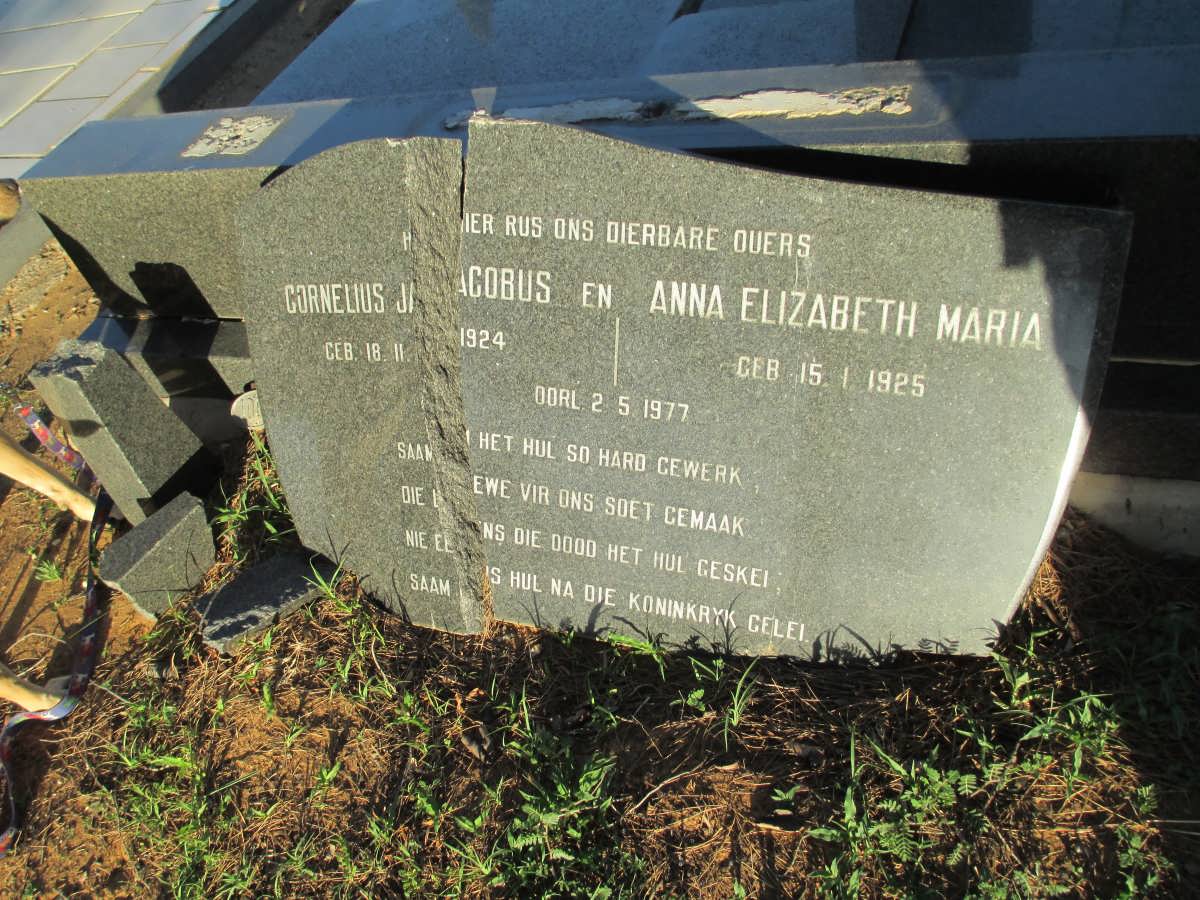 HIER RUS ONS DIERBARE OUERS
CORNELIUS JACOBUS EN ANNA ELIZABETH MARIA
GEB. 18. 11. 1924 GEB. 15. 1. 1925
OORL. 2. 5. 1977
SAAM HET HUL SO HARD GEWERK,
DIE LEWE VIR ONS SOET GEMAAK
NIE EENS DIE DOOD HET HUL GESKEI;
SAAM IS HUL NA DIE KONINKRYK GELEI.